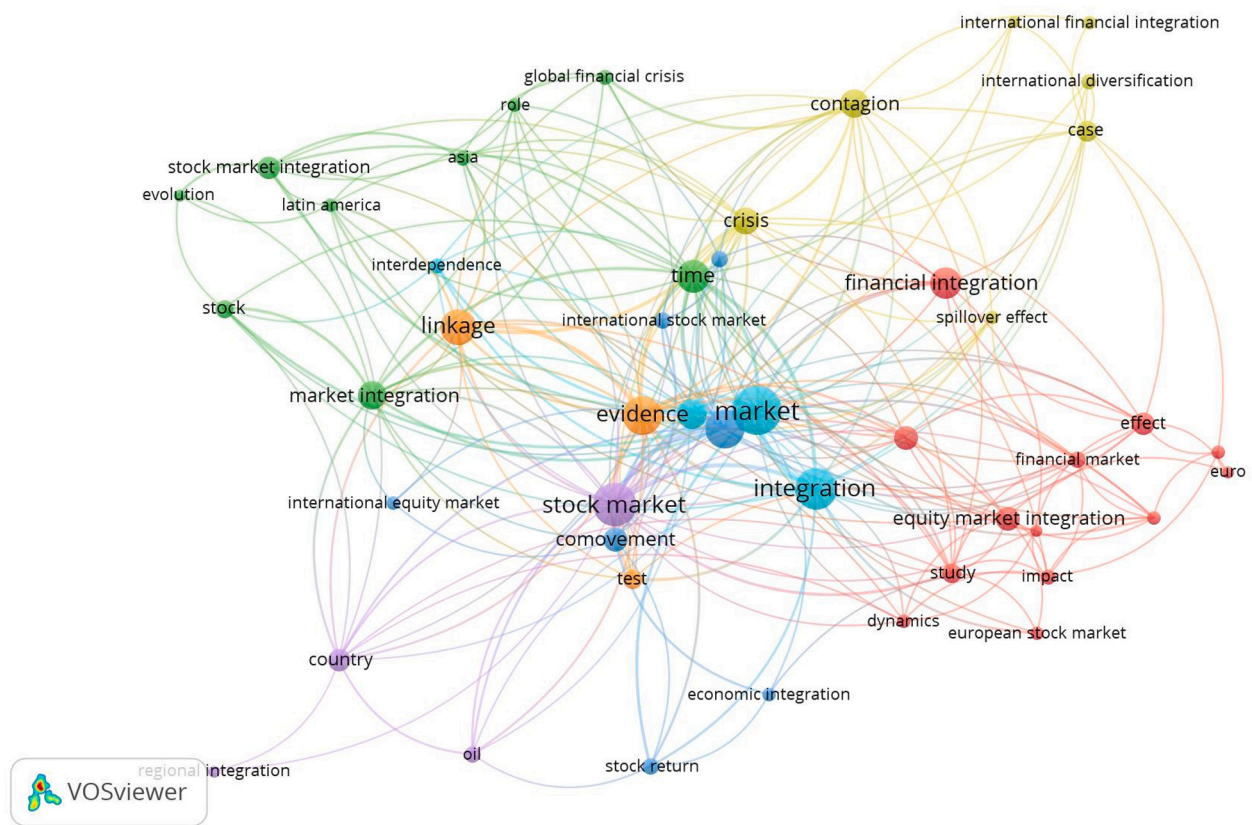 international financial integration
global financial crisis
international diversification
role
contagion
case
asia
stock market integration
evolution
latin america
crisis
interdependence
time
financial integration
stock
international stock market
spillover effect
linkage
market integration
evidence
market
effect
financial market
euro
integration
international equity market
stock market
equity market integration
comovement
test
study
impact
dynamics
european stock market
country
economic integration
oil
stock return
regional integration
VOSviewer